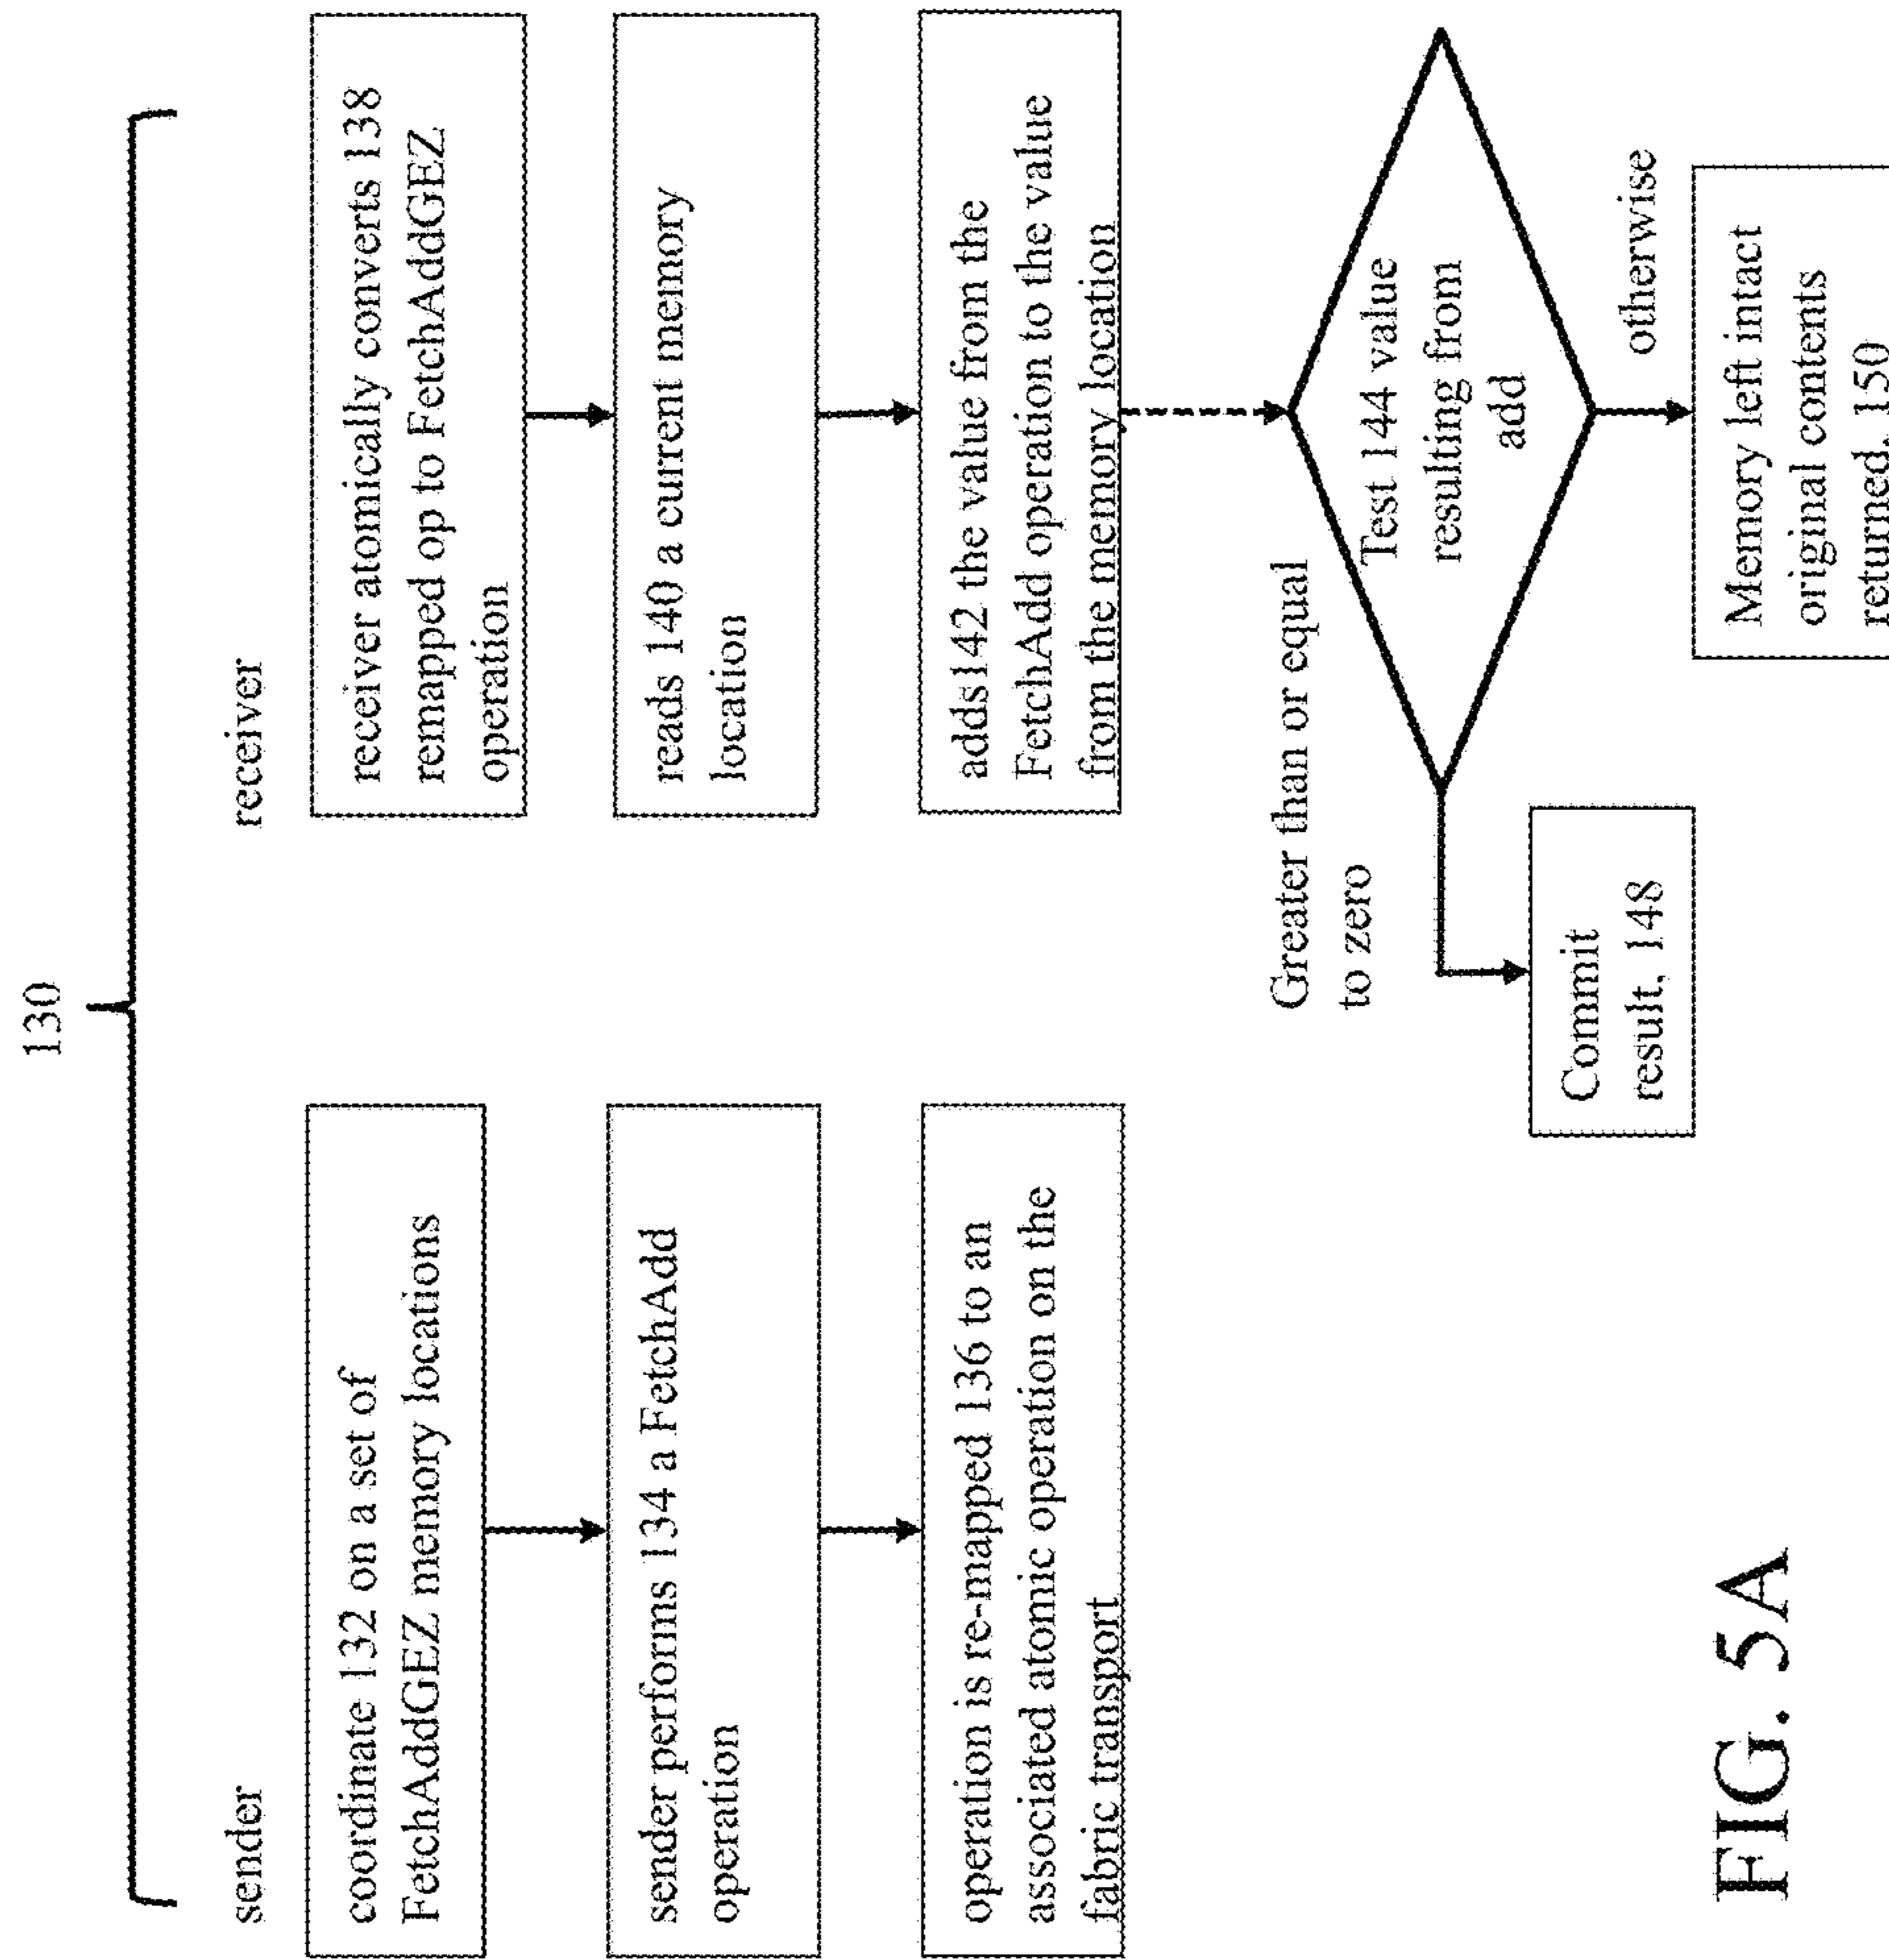 130
sender
coordinate 132 on a set of
FetchAddGEZ memory locations
sender performs 134 a FetchAdd
operation
operation is re-mapped 136 to an
associated atomic operation on the
fabric transport
receiver
receiver atomically converts 138
remapped op to FetchAddGEZ
operation
reads 140 a current memory
location
adds142 the value from the
FetchAdd operation to the value
from the memory location
Greater than or equal
to zero
Test 144 value
resulting from
add
otherwise
Commit
result, 148
Memory left intact
original contents
returned, 150
FIG. 5A